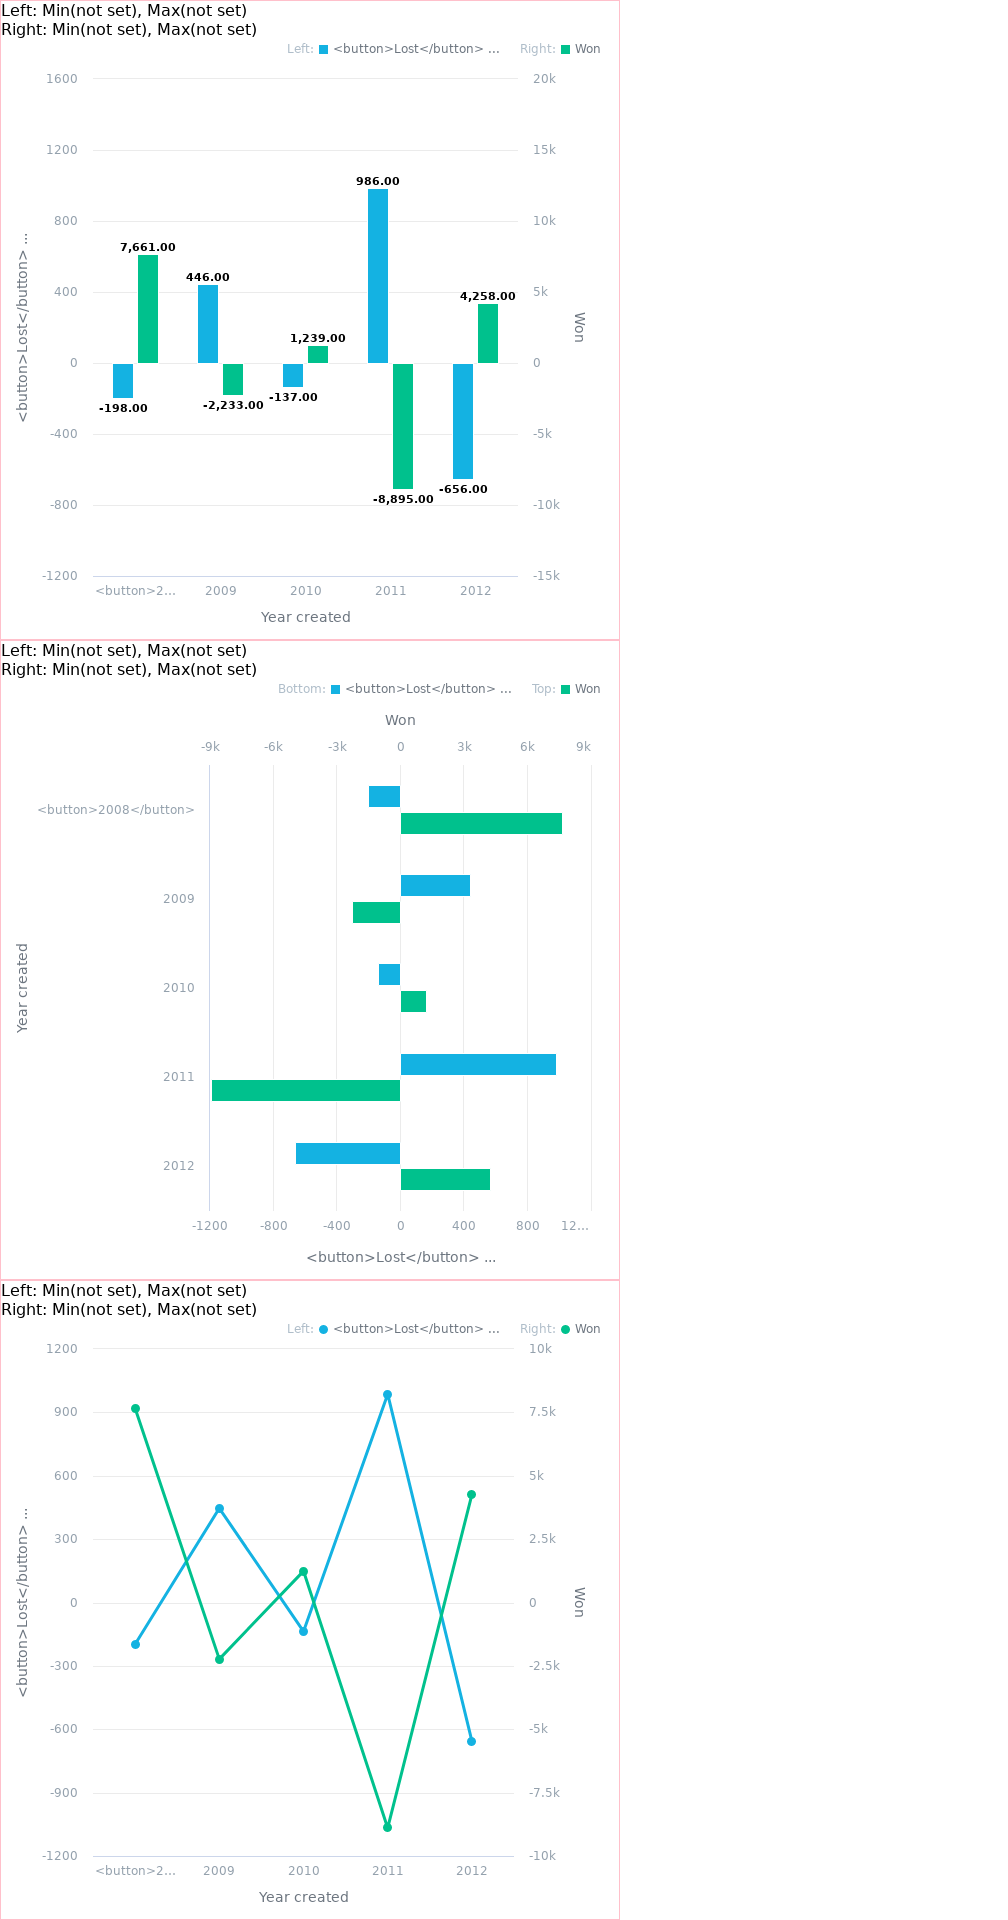 Left: Min(not set), Max(not set)
Right: Min(not set), Max(not set)
Left: <button>Lost</button> ... Right: Won
1600 20k
1200 15k
986.00
800 10k
7,661.00
446.00
400 5k
4,258.00
1,239.00
<button>Lost</button> ...
Won
0 0
-198.00
-2,233.00
-137.00
-400 -5k
-656.00
-8,895.00
-800 -10k
-1200 -15k
<button>2... 2009 2010 2011 2012
Year created
Left: Min(not set), Max(not set)
Right: Min(not set), Max(not set)
Bottom: <button>Lost</button> ... Top: Won
Won
-9k -6k -3k 0 3k 6k 9k
<button>2008</button>
2009
Year created
2010
2011
2012
-1200 -800 -400 0 400 800 12...
<button>Lost</button> ...
Left: Min(not set), Max(not set)
Right: Min(not set), Max(not set)
Left: <button>Lost</button> ... Right: Won
1200 10k
900 7.5k
600 5k
300 2.5k
<button>Lost</button> ...
Won
0 0
-300 -2.5k
-600 -5k
-900 -7.5k
-1200 -10k
<button>2... 2009 2010 2011 2012
Year created